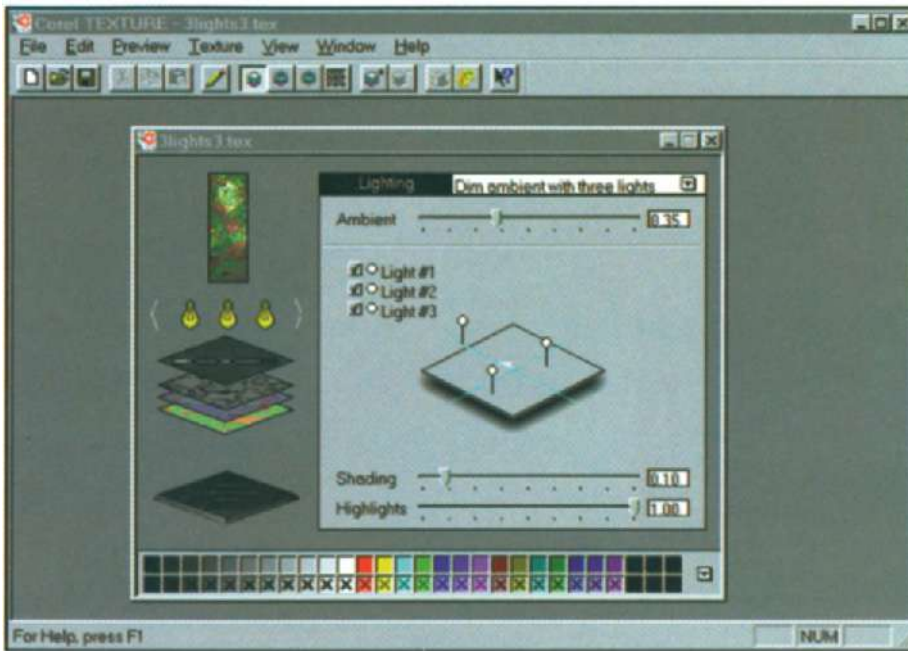 Corel TEXTURE - 3lights3.tex
File Edit Preview Texture View Window Help
3lights3.tex
Lighting Dim ambient with three lights
Ambient 0.35
Light #1
Light #2
Light #3
Shading 0.10
Highlights 1.00
For Help, press F1 NUM